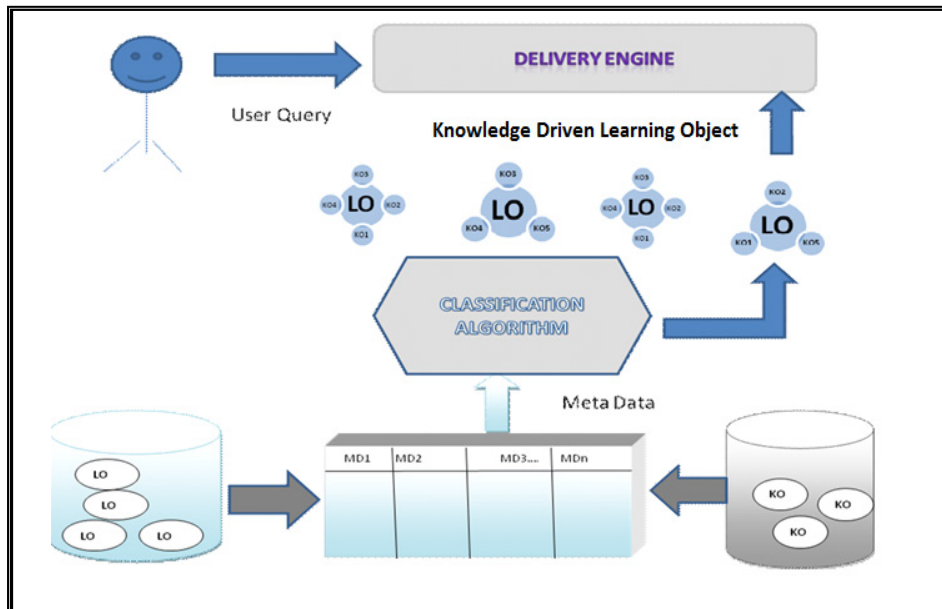 DELIVERY ENGINE
User Query
Knowledge Driven Learning Object
KO3
KO4 LO KO2
KO1
KO3
LO
KO4 KO5
KO3
KO4 LO KO2
KO1
KO2
LO
KO1 KO5
CLASSIFICATION
ALGORITHM
Meta Data
MD1 MD2 MD3.... MDn
LO
LO
LO LO
KO KO
KO